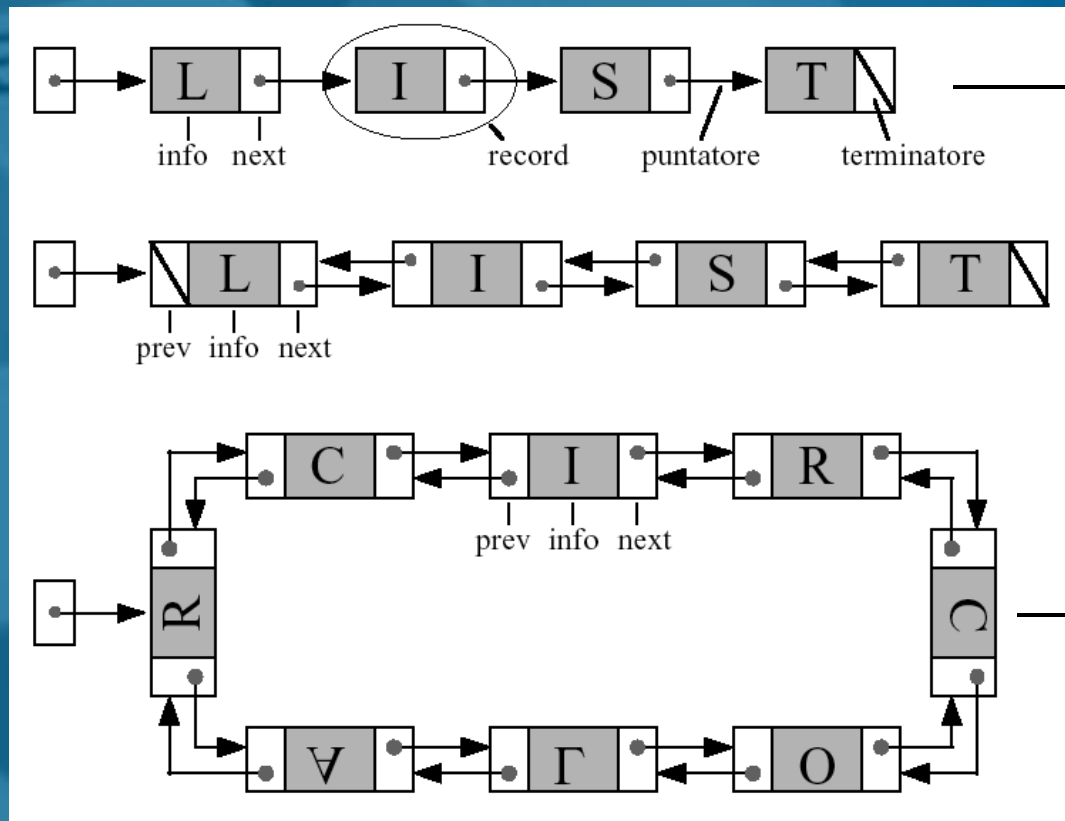 L I S T
info next record puntatore terminatore
L I S T
prev info next
C I R
prev info next
R C
A L O